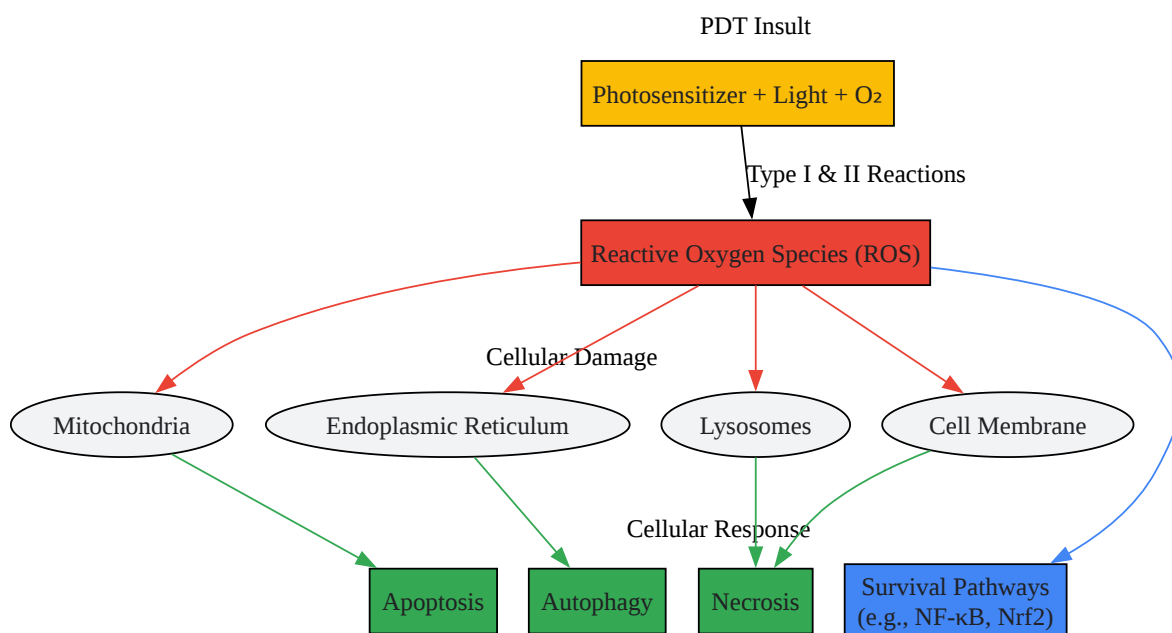 PDT Insult
Photosensitizer + Light + O₂
Type I & II Reactions
Reactive Oxygen Species (ROS)
Cellular Damage
Mitochondria
Endoplasmic Reticulum
Lysosomes
Cell Membrane
Cellular Response
Apoptosis
Autophagy
Necrosis
Survival Pathways
(e.g., NF-κB, Nrf2)